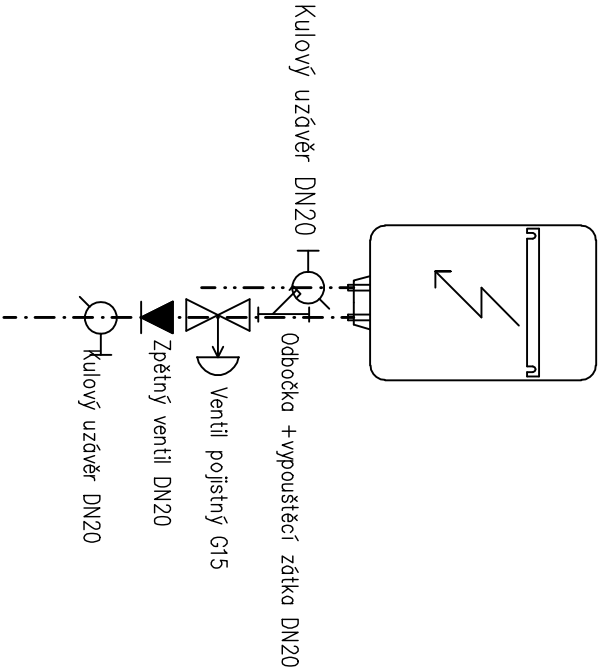 Kulový uzávěr DN20
Odbočka +vypouštěcí zátka DN20
Ventil pojistný G15
Zpětný ventil DN20
Kulový uzávěr DN20